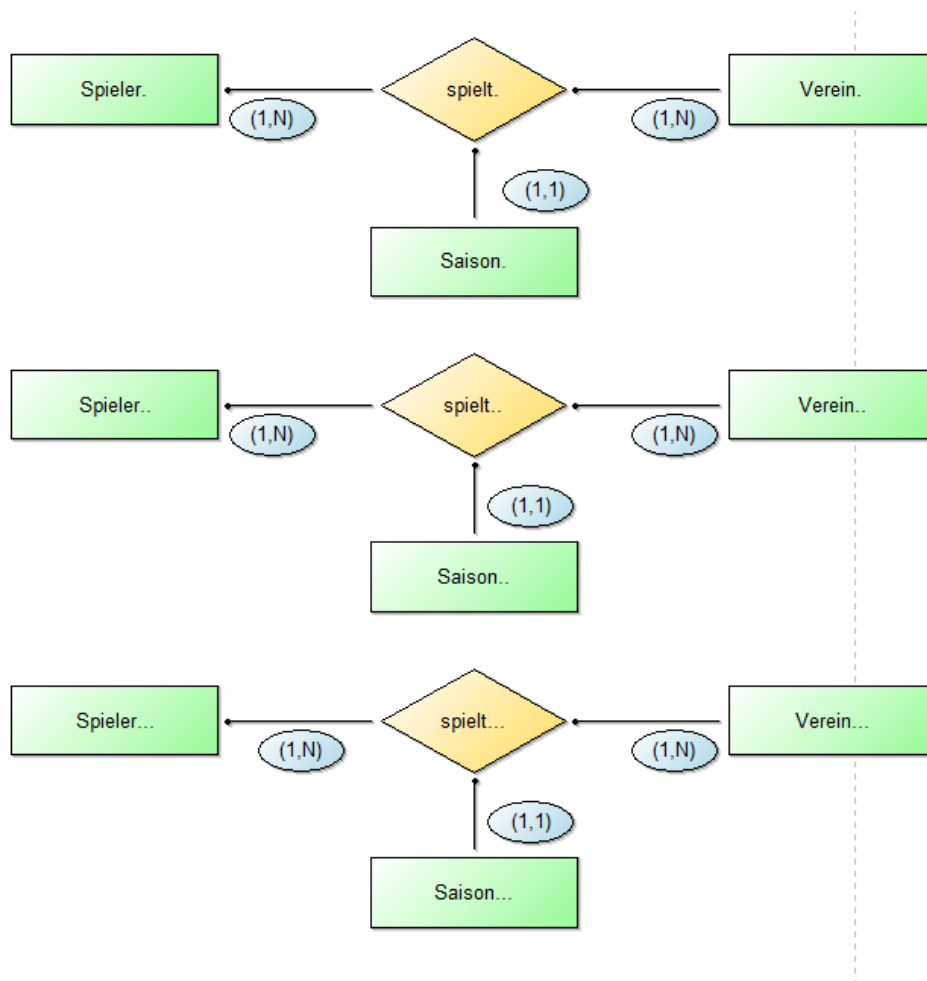 Spieler.
spielt.
Verein.
(1,N)
(1,N)
(1,1)
Saison.
Spieler..
spielt..
Verein..
(1,N)
(1,N)
(1,1)
Saison..
Spieler...
spielt...
Verein...
(1,N)
(1,N)
(1,1)
Saison...